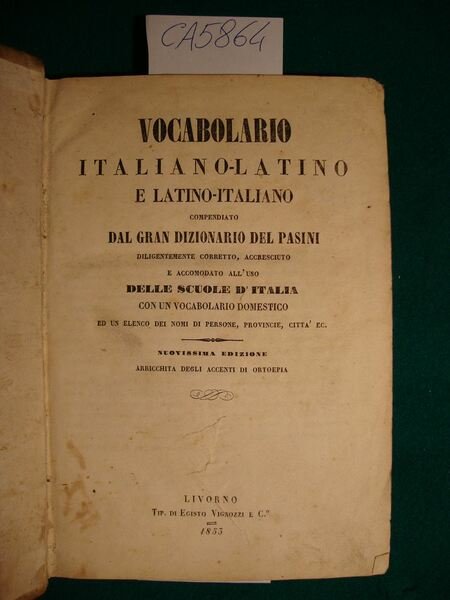 CA5864
VOCABOLARIO
ITALIANO-LATINO
E LATINO-ITALIANO
COMPENDIATO
DAL GRAN DIZIONARIO DEL PASINI
DILIGENTEMENTE CORRETTO, ACCRESCIUTO
E ACCOMODATO ALL'USO
DELLE SCUOLE D'ITALIA
CON UN VOCABOLARIO DOMESTICO
ED UN ELENCO DEI NOMI DI PERSONE, PROVINCIE, CITTA' EC.
NUOVISSIMA EDIZIONE
ARRICCHITA DEGLI ACCENTI DI ORTOEPIA
LIVORNO
TIP. DI EGISTO VIGNOZZI E C.º
1853